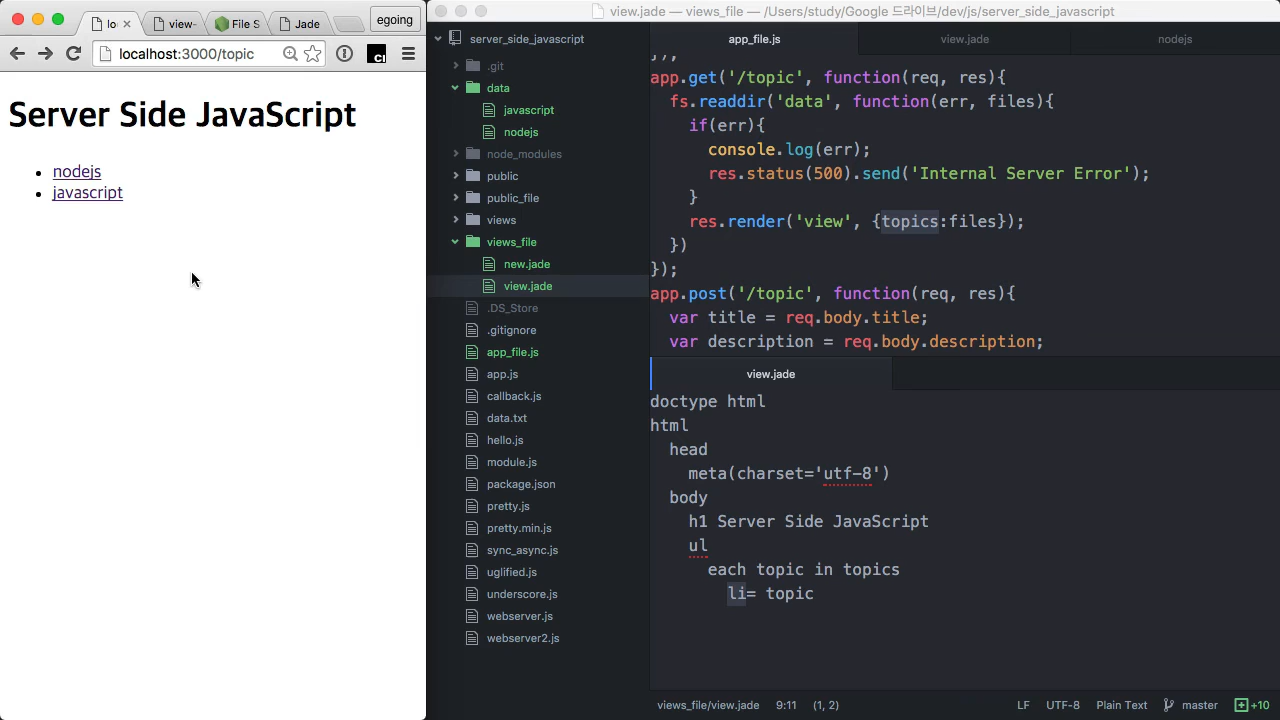 lo
view-
File S
Jade
egoing
localhost:3000/topic
Server Side JavaScript
nodejs
javascript
view.jade — views_file — /Users/study/Google 드라이브/dev/js/server_side_javascript
server_side_javascript
.git
data
javascript
nodejs
node_modules
public
public_file
views
views_file
new.jade
view.jade
.DS_Store
.gitignore
app_file.js
app.js
callback.js
data.txt
hello.js
module.js
package.json
pretty.js
pretty.min.js
sync_async.js
uglified.js
underscore.js
webserver.js
webserver2.js
app_file.js
view.jade
nodejs
});
app.get('/topic', function(req, res){
fs.readdir('data', function(err, files){
if(err){
console.log(err);
res.status(500).send('Internal Server Error');
}
res.render('view', {topics:files});
})
});
app.post('/topic', function(req, res){
var title = req.body.title;
var description = req.body.description;
view.jade
doctype html
html
head
meta(charset='utf-8')
body
h1 Server Side JavaScript
ul
each topic in topics
li= topic
views_file/view.jade 9:11 (1, 2)
LF UTF-8 Plain Text master +10